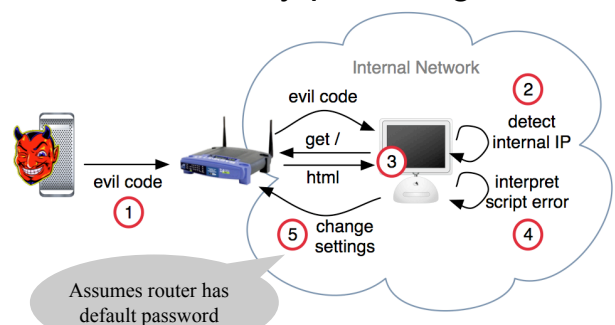 Internal Network
evil code
2
detect
internal IP
get /
3
html
evil code
1
interpret
script error
4
5
change
settings
Assumes router has
default password